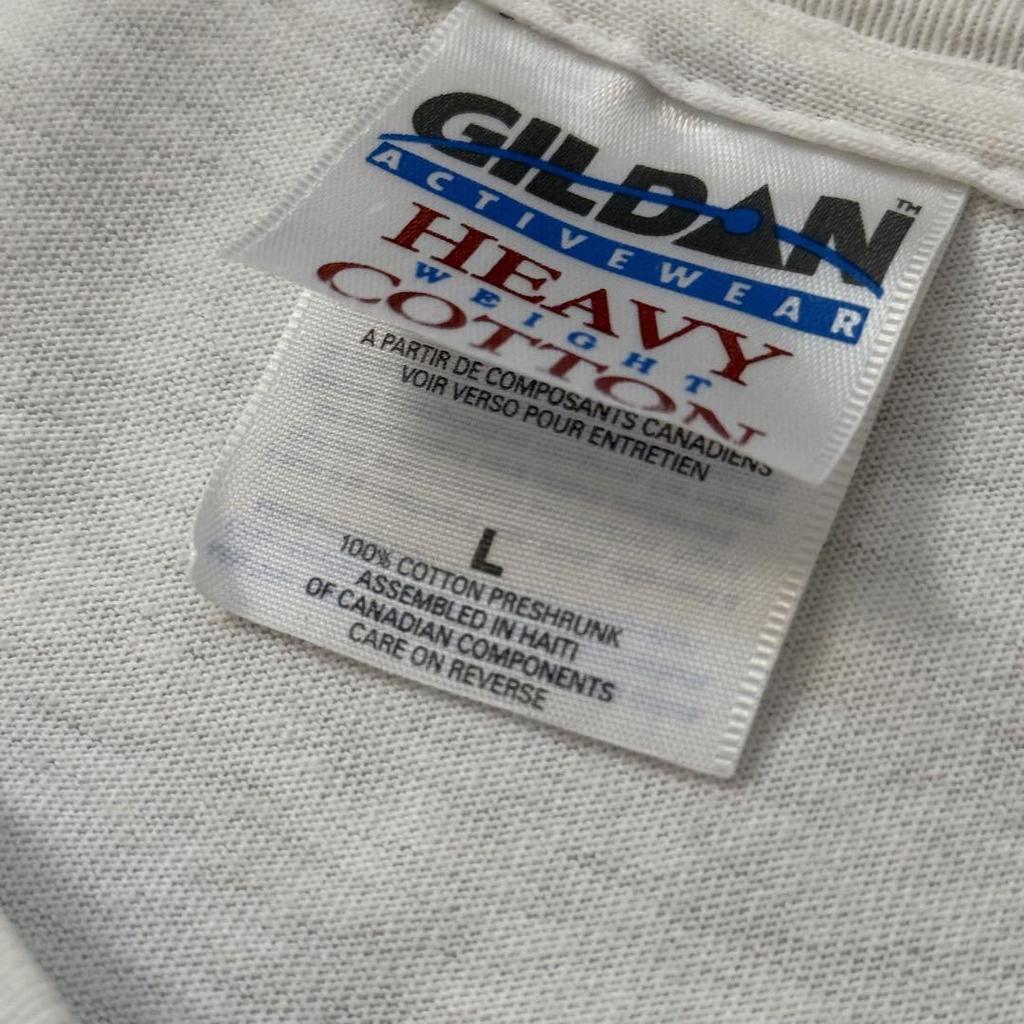 GILDAN™
ACTIVEWEAR
HEAVY
WEIGHT
COTTON
A PARTIR DE COMPOSANTS CANADIENS
VOIR VERSO POUR ENTRETIEN
L
100% COTTON PRESHRUNK
ASSEMBLED IN HAITI
OF CANADIAN COMPONENTS
CARE ON REVERSE